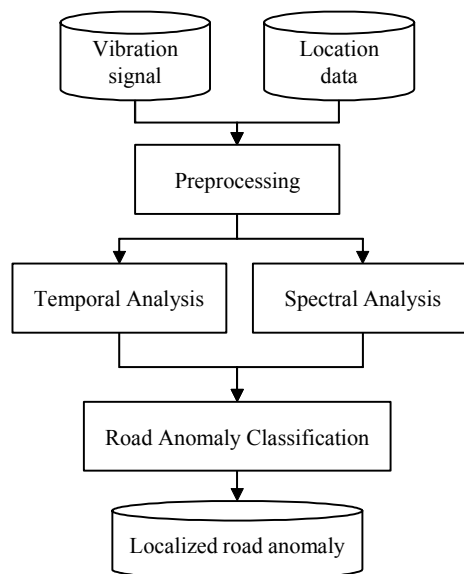 Vibration
signal
Location
data
Preprocessing
Temporal Analysis
Spectral Analysis
Road Anomaly Classification
Localized road anomaly